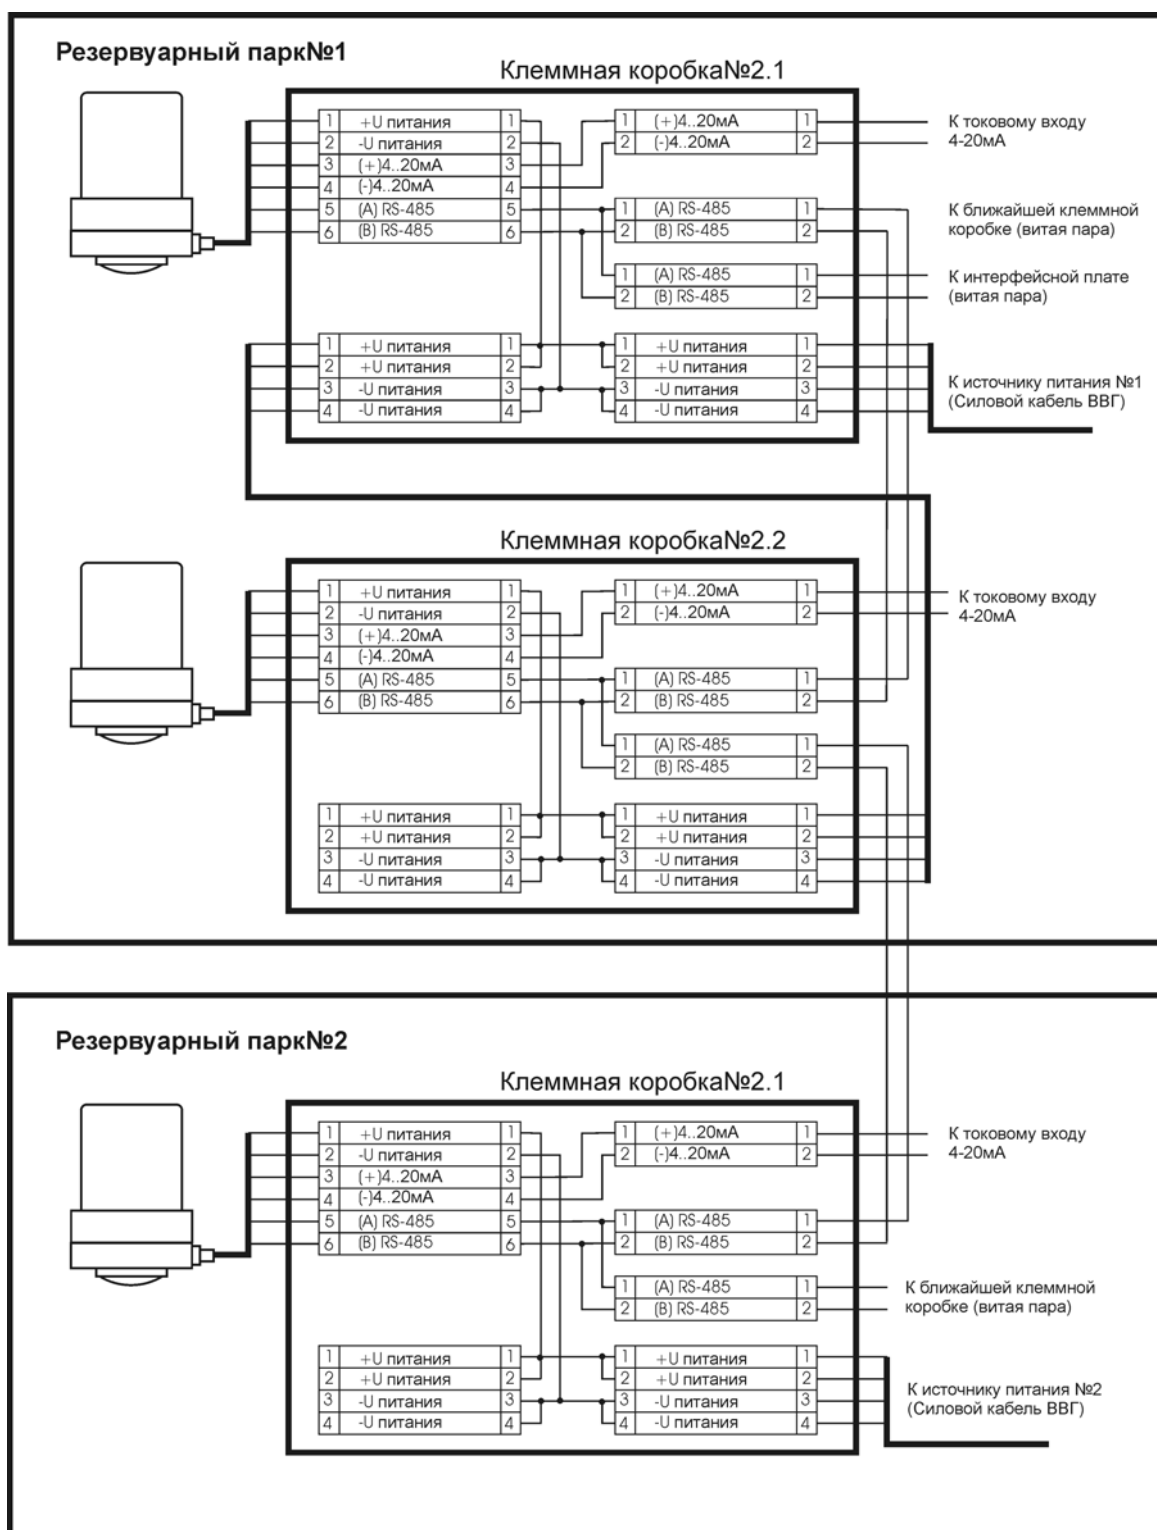 Резервуарный парк№1
Клеммная коробка№2.1
1 +U питания 1
2 -U питания 2
3 (+)4..20мА 3
4 (-)4..20мА 4
5 (A) RS-485 5
6 (B) RS-485 6
1 (+)4..20мА 1
2 (-)4..20мА 2
К токовому входу
4-20мА
1 (A) RS-485 1
2 (B) RS-485 2
К ближайшей клеммной
коробке (витая пара)
1 (A) RS-485 1
2 (B) RS-485 2
К интерфейсной плате
(витая пара)
1 +U питания 1
2 +U питания 2
3 -U питания 3
4 -U питания 4
1 +U питания 1
2 +U питания 2
3 -U питания 3
4 -U питания 4
К источнику питания №1
(Силовой кабель ВВГ)
Клеммная коробка№2.2
1 +U питания 1
2 -U питания 2
3 (+)4..20мА 3
4 (-)4..20мА 4
5 (A) RS-485 5
6 (B) RS-485 6
1 (+)4..20мА 1
2 (-)4..20мА 2
К токовому входу
4-20мА
1 (A) RS-485 1
2 (B) RS-485 2
1 (A) RS-485 1
2 (B) RS-485 2
1 +U питания 1
2 +U питания 2
3 -U питания 3
4 -U питания 4
1 +U питания 1
2 +U питания 2
3 -U питания 3
4 -U питания 4
Резервуарный парк№2
Клеммная коробка№2.1
1 +U питания 1
2 -U питания 2
3 (+)4..20мА 3
4 (-)4..20мА 4
5 (A) RS-485 5
6 (B) RS-485 6
1 (+)4..20мА 1
2 (-)4..20мА 2
К токовому входу
4-20мА
1 (A) RS-485 1
2 (B) RS-485 2
1 (A) RS-485 1
2 (B) RS-485 2
К ближайшей клеммной
коробке (витая пара)
1 +U питания 1
2 +U питания 2
3 -U питания 3
4 -U питания 4
1 +U питания 1
2 +U питания 2
3 -U питания 3
4 -U питания 4
К источнику питания №2
(Силовой кабель ВВГ)